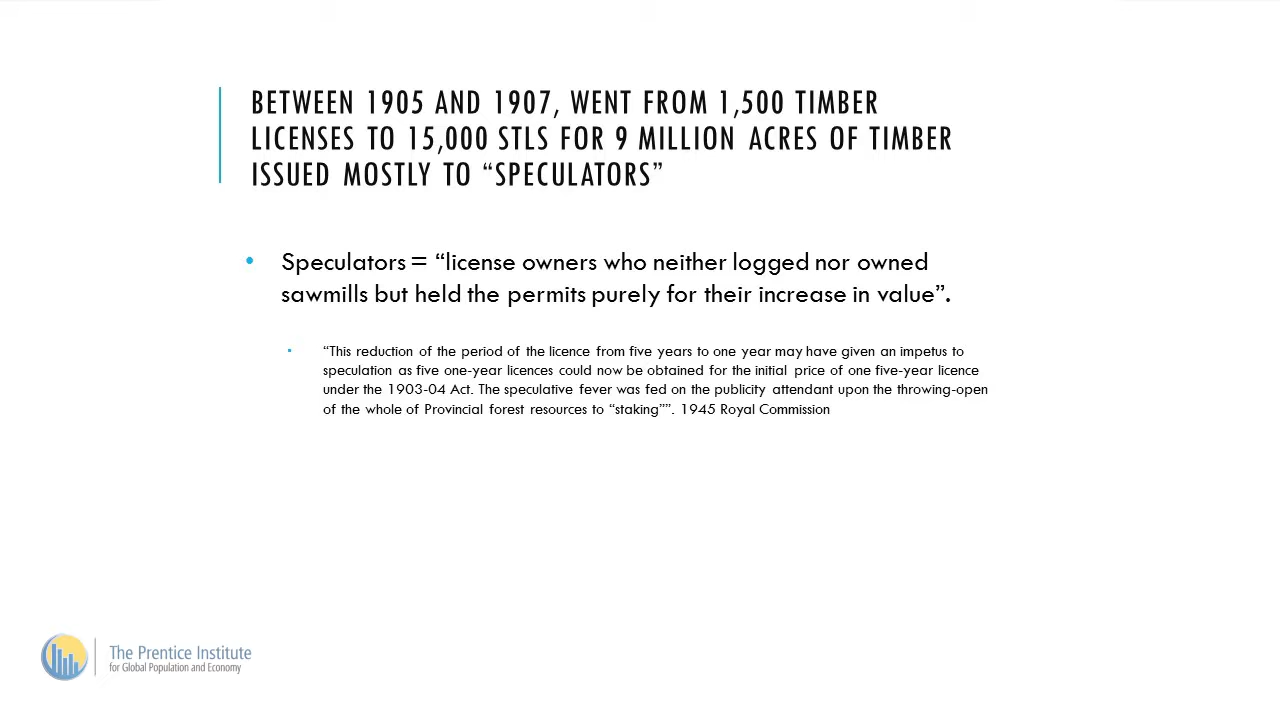 BETWEEN 1905 AND 1907, WENT FROM 1,500 TIMBER
LICENSES TO 15,000 STLS FOR 9 MILLION ACRES OF TIMBER
ISSUED MOSTLY TO “SPECULATORS”
• Speculators = “license owners who neither logged nor owned
sawmills but held the permits purely for their increase in value”.
▪ “This reduction of the period of the licence from five years to one year may have given an impetus to
speculation as five one-year licences could now be obtained for the initial price of one five-year licence
under the 1903-04 Act. The speculative fever was fed on the publicity attendant upon the throwing-open
of the whole of Provincial forest resources to “staking””. 1945 Royal Commission
The Prentice Institute
for Global Population and Economy